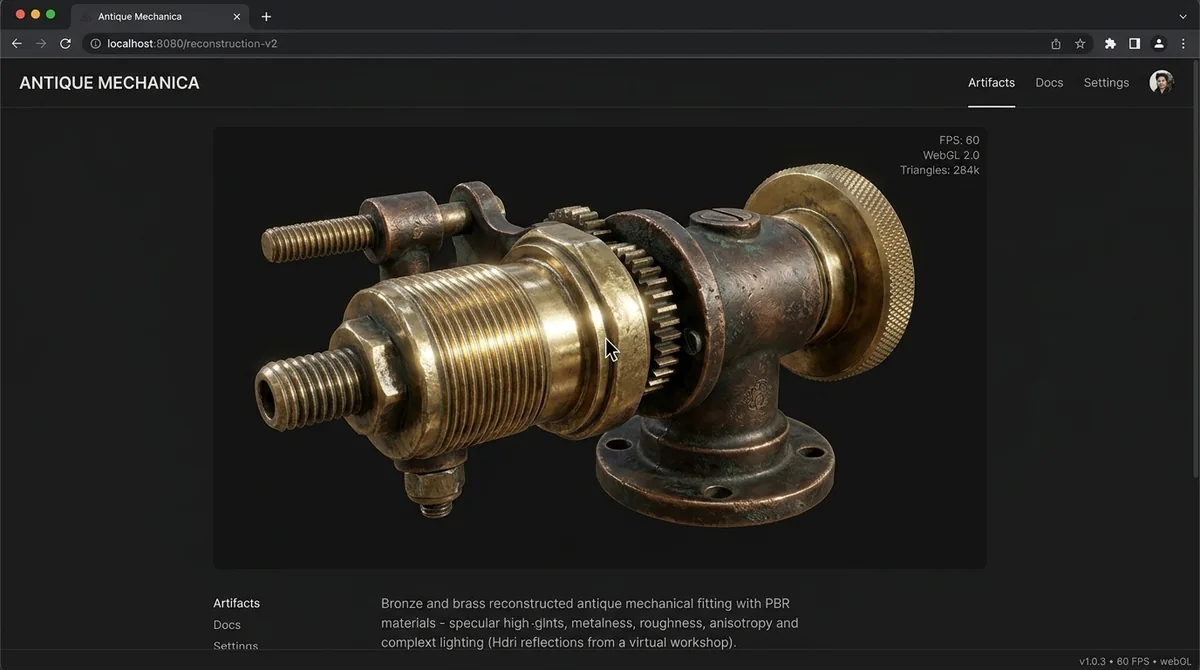 Antique Mechanica
localhost:8080/reconstruction-v2
ANTIQUE MECHANICA
Artifacts
Docs
Settings
FPS: 60
WebGL 2.0
Triangles: 284k
Artifacts
Docs
Settings
Bronze and brass reconstructed antique mechanical fitting with PBR
materials - specular high·gints, metalness, roughness, anisotropy and
complext lighting (Hdri reflections from a virtual workshop).
v1.0.3 • 60 FPS • webGL